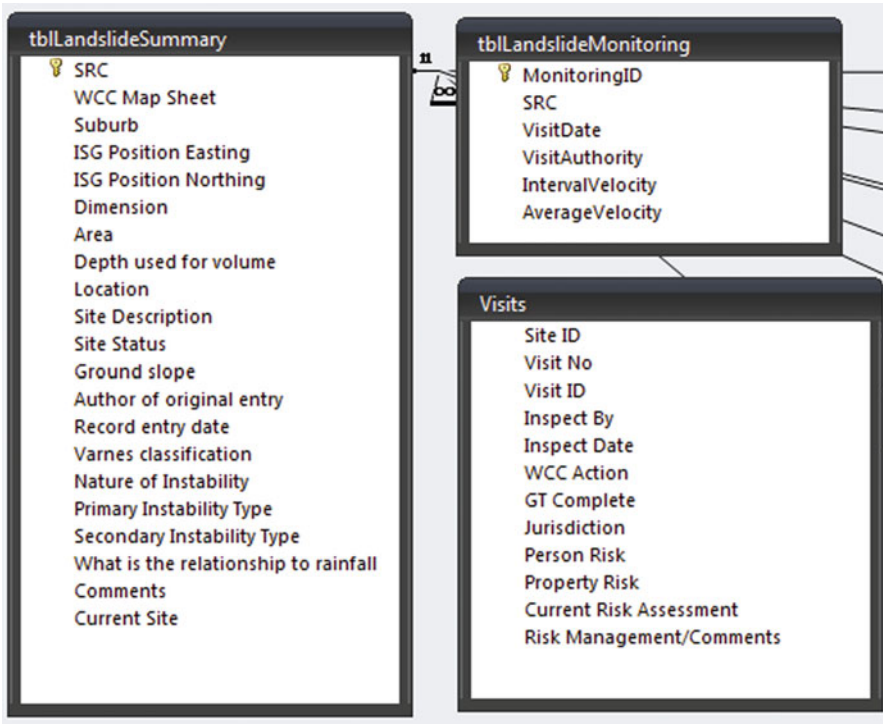 tblLandslideSummary
SRC
WCC Map Sheet
Suburb
ISG Position Easting
ISG Position Northing
Dimension
Area
Depth used for volume
Location
Site Description
Site Status
Ground slope
Author of original entry
Record entry date
Varnes classification
Nature of Instability
Primary Instability Type
Secondary Instability Type
What is the relationship to rainfall
Comments
Current Site
tblLandslideMonitoring
MonitoringID
SRC
VisitDate
VisitAuthority
IntervalVelocity
AverageVelocity
Visits
Site ID
Visit No
Visit ID
Inspect By
Inspect Date
WCC Action
GT Complete
Jurisdiction
Person Risk
Property Risk
Current Risk Assessment
Risk Management/Comments